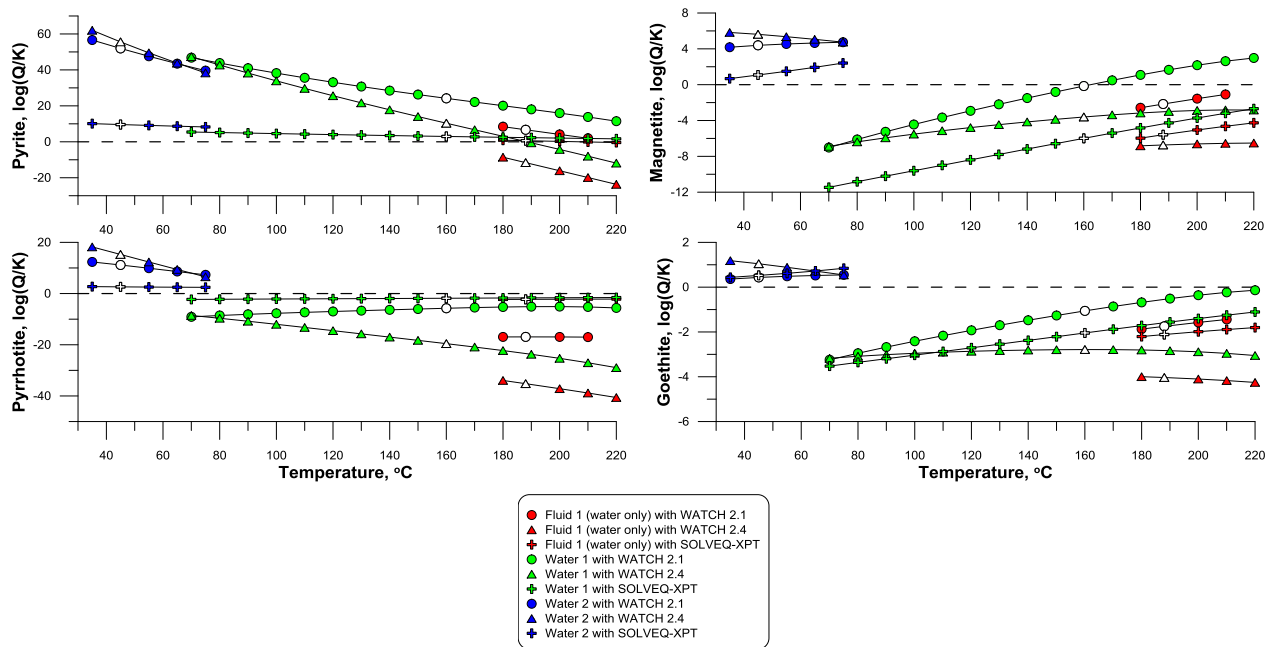 Pyrite, log(Q/K)
60
40
20
0
-20
40 60 80 100 120 140 160 180 200 220
Magnetite, log(Q/K)
8
4
0
-4
-8
-12
40 60 80 100 120 140 160 180 200 220
Pyrrhotite, log(Q/K)
20
0
-20
-40
40 60 80 100 120 140 160 180 200 220
Temperature, °C
Goethite, log(Q/K)
2
0
-2
-4
-6
40 60 80 100 120 140 160 180 200 220
Temperature, °C
Fluid 1 (water only) with WATCH 2.1
Fluid 1 (water only) with WATCH 2.4
Fluid 1 (water only) with SOLVEQ-XPT
Water 1 with WATCH 2.1
Water 1 with WATCH 2.4
Water 1 with SOLVEQ-XPT
Water 2 with WATCH 2.1
Water 2 with WATCH 2.4
Water 2 with SOLVEQ-XPT